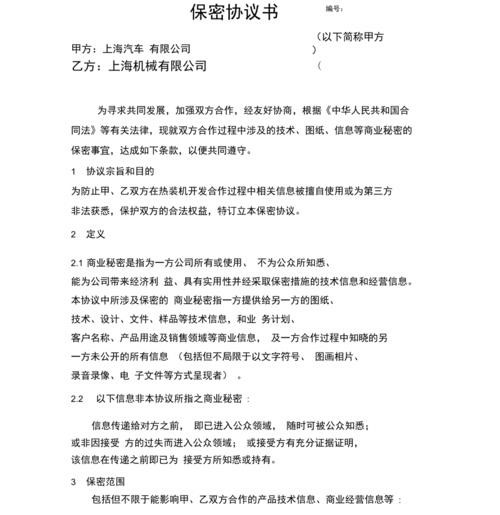 保密协议书
编号:
甲方：上海汽车 有限公司
（以下简称甲方
）
乙方：上海机械有限公司
（
为寻求共同发展，加强双方合作，经友好协商，根据《中华人民共和国合
同法》等有关法律，现就双方合作过程中涉及的技术、图纸、信息等商业秘密的
保密事宜，达成如下条款，以便共同遵守。
1 协议宗旨和目的
为防止甲、乙双方在热装机开发合作过程中相关信息被擅自使用或为第三方
非法获悉，保护双方的合法权益，特订立本保密协议。
2 定义
2.1 商业秘密是指为一方公司所有或使用、 不为公众所知悉、
能为公司带来经济利 益、具有实用性并经采取保密措施的技术信息和经营信息。
本协议中所涉及保密的 商业秘密指一方提供给另一方的图纸、
技术、设计、文件、样品等技术信息，和业 务计划、
客户名称、产品用途及销售领域等商业信息， 及一方合作过程中知晓的另
一方未公开的所有信息 （包括但不局限于以文字符号、 图画相片、
录音录像、电 子文件等方式呈现者） 。
2.2 以下信息非本协议所指之商业秘密 :
信息传递给对方之前， 即已进入公众领域， 随时可被公众知悉；
或非因接受 方的过失而进入公众领域； 或接受方有充分证据证明，
该信息在传递之前即已为 接受方所知悉或持有。
3 保密范围
包括但不限于能影响甲、乙双方合作的产品技术信息、商业经营信息等 :